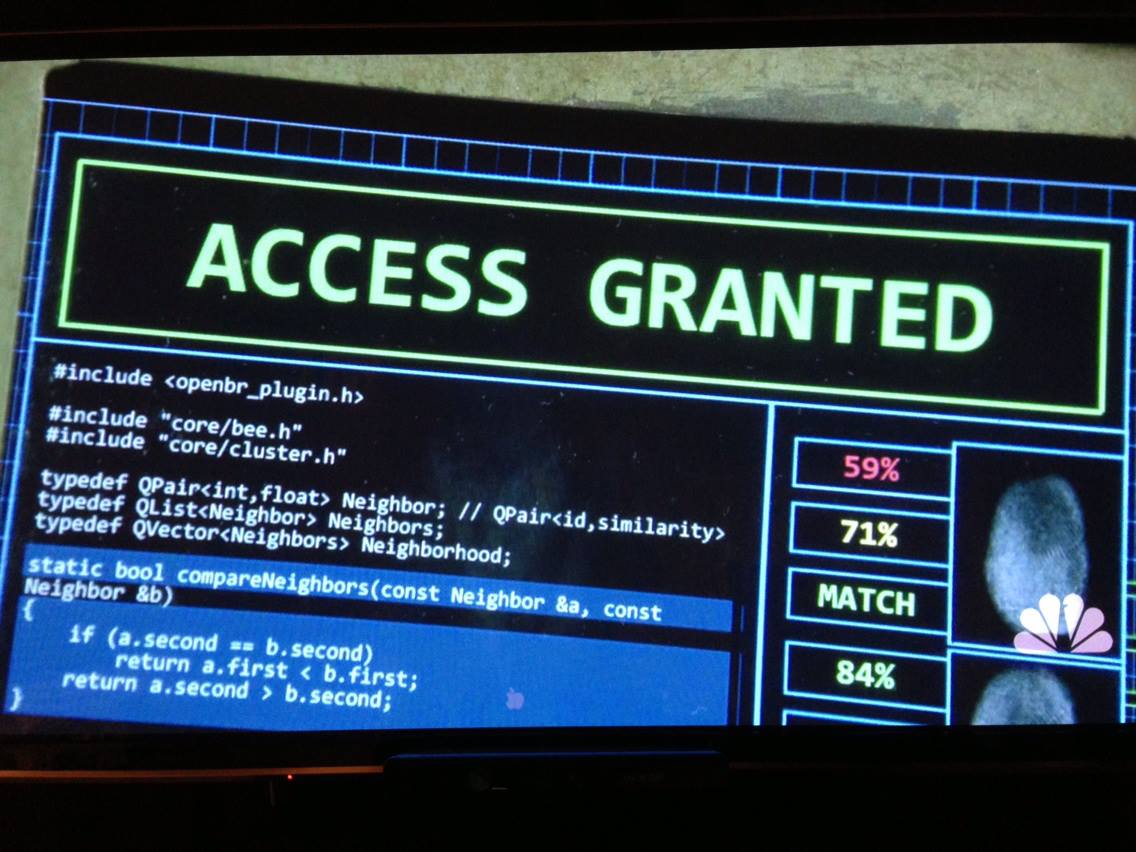 ACCESS GRANTED
#include <openbr_plugin.h>
#include "core/bee.h"
#include "core/cluster.h"
typedef QPair<int,float> Neighbor; // QPair<id,similarity>
typedef QList<Neighbor> Neighbors;
typedef QVector<Neighbors> Neighborhood;
static bool compareNeighbors(const Neighbor &a, const
Neighbor &b)
{
if (a.second == b.second)
return a.first < b.first;
return a.second > b.second;
}
59%
71%
MATCH
84%